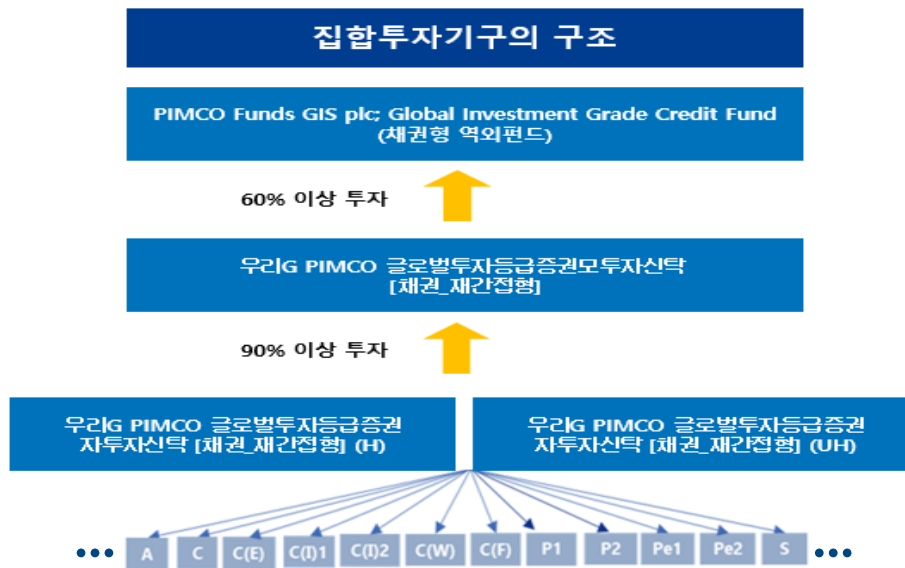 집합투자기구의 구조
PIMCO Funds GIS plc; Global Investment Grade Credit Fund
(채권형 역외펀드)
60% 이상 투자
우리G PIMCO 글로벌투자등급증권모투자신탁
[채권_재간접형]
90% 이상 투자
우리G PIMCO 글로벌투자등급증권
자투자신탁 [채권_재간접형] (H)
우리G PIMCO 글로벌투자등급증권
자투자신탁 [채권_재간접형] (UH)
••• A C C(E) C(I)1 C(I)2 C(W) C(F) P1 P2 Pe1 Pe2 S •••